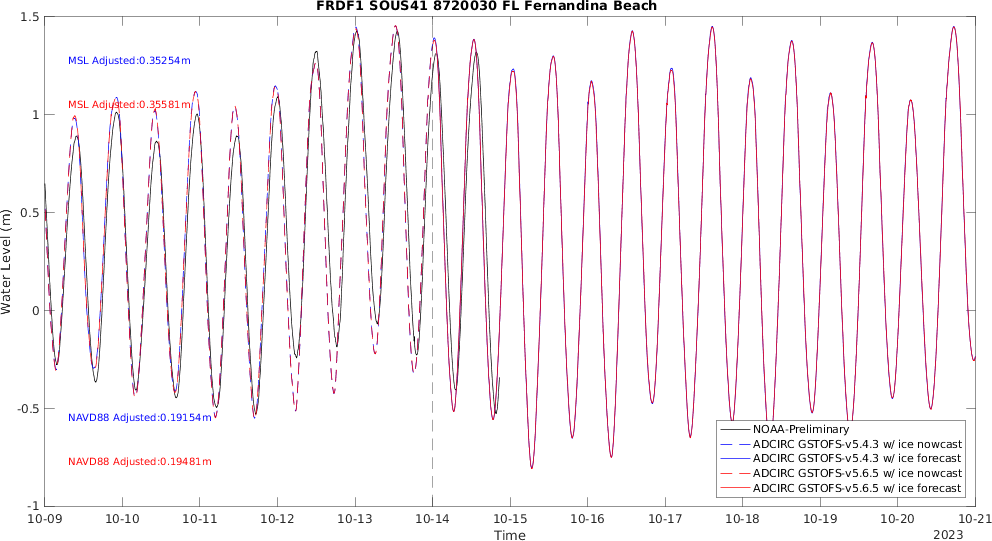 FRDF1 SOUS41 8720030 FL Fernandina Beach
1.5
1
0.5
0
-0.5
-1
Water Level (m)
MSL Adjusted:0.35254m
MSL Adjusted:0.35581m
NAVD88 Adjusted:0.19154m
NAVD88 Adjusted:0.19481m
NOAA-Preliminary
ADCIRC GSTOFS-v5.4.3 w/ ice nowcast
ADCIRC GSTOFS-v5.4.3 w/ ice forecast
ADCIRC GSTOFS-v5.6.5 w/ ice nowcast
ADCIRC GSTOFS-v5.6.5 w/ ice forecast
10-09 10-10 10-11 10-12 10-13 10-14 10-15 10-16 10-17 10-18 10-19 10-20 10-21
Time
2023